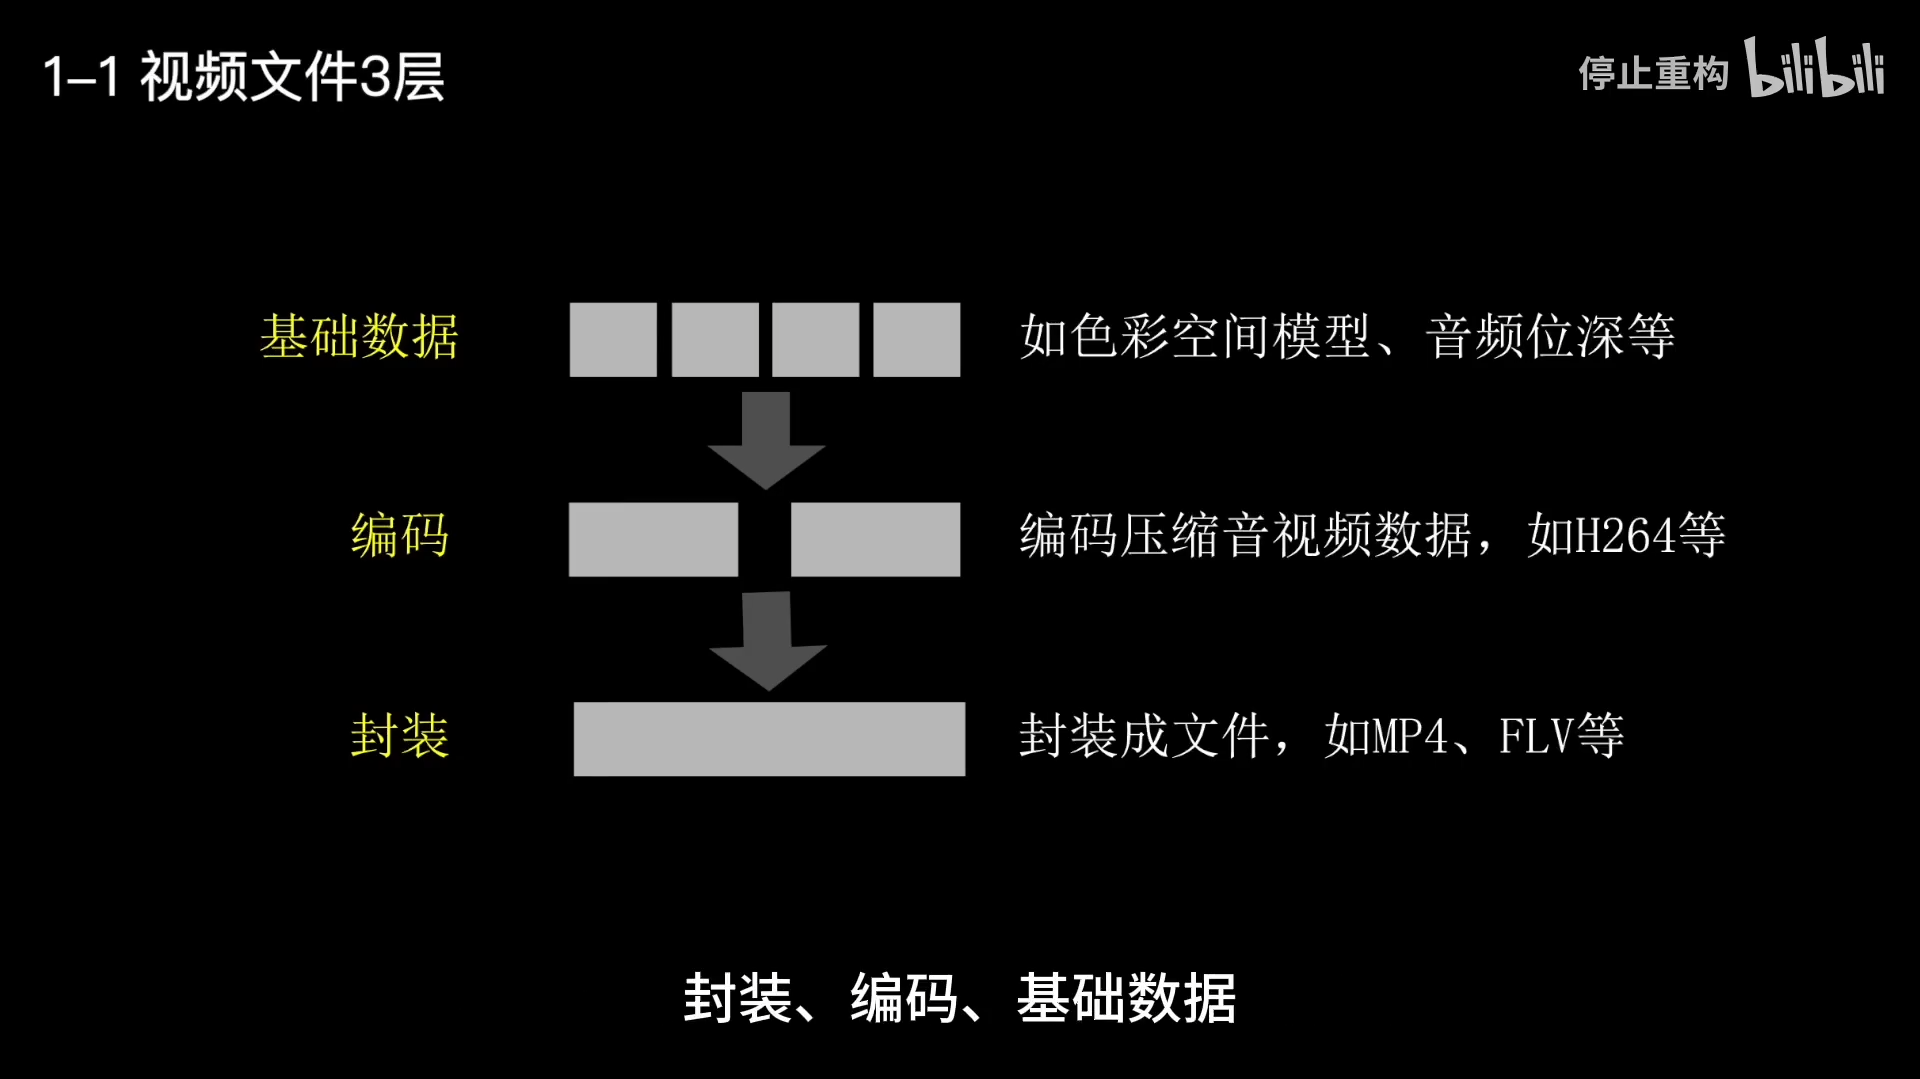 1–1 视频文件3层
停止重构 bilibili
基础数据 如色彩空间模型、音频位深等
编码 编码压缩音视频数据，如H264等
封装 封装成文件，如MP4、FLV等
封装、编码、基础数据